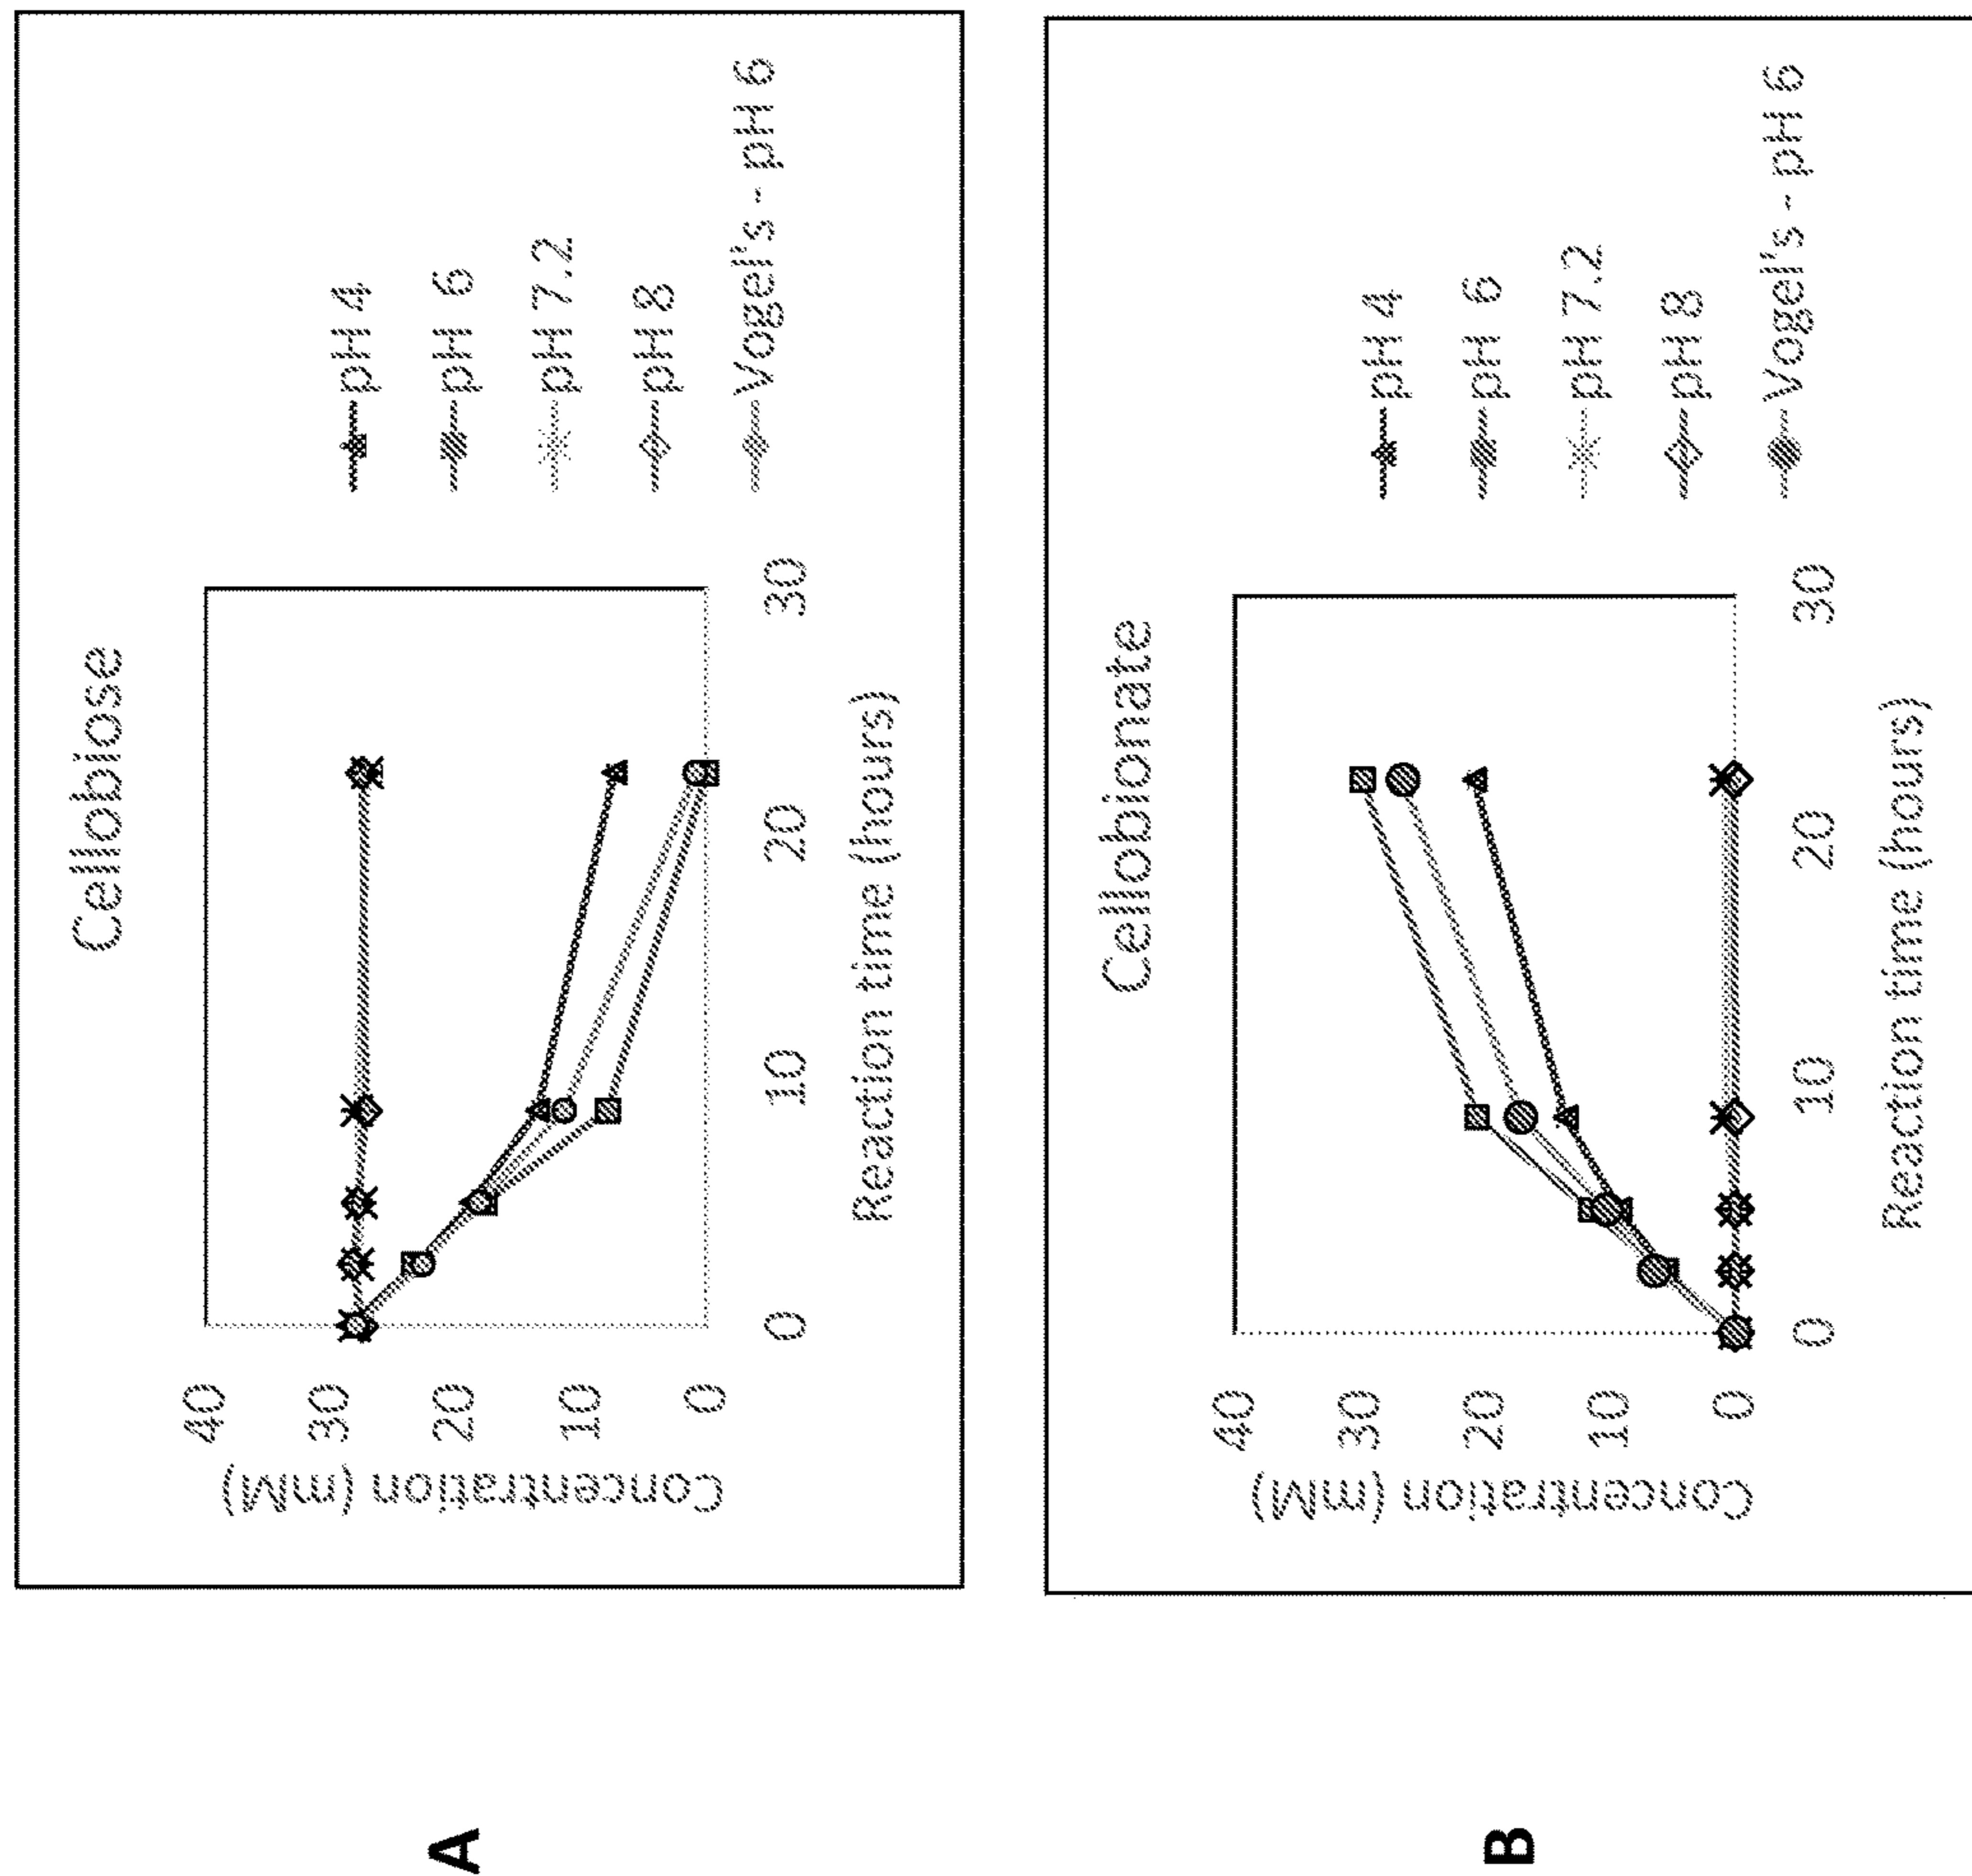 A
Cellobiose
Concentration (mM)
40
30
20
10
0
0
10
20
30
Reaction time (hours)
pH 4
pH 6
pH 7.2
pH 8
Vogel's - pH 6
B
Cellobionate
Concentration (mM)
40
30
20
10
0
0
10
20
30
Reaction time (hours)
pH 4
pH 6
pH 7.2
pH 8
Vogel's - pH 6